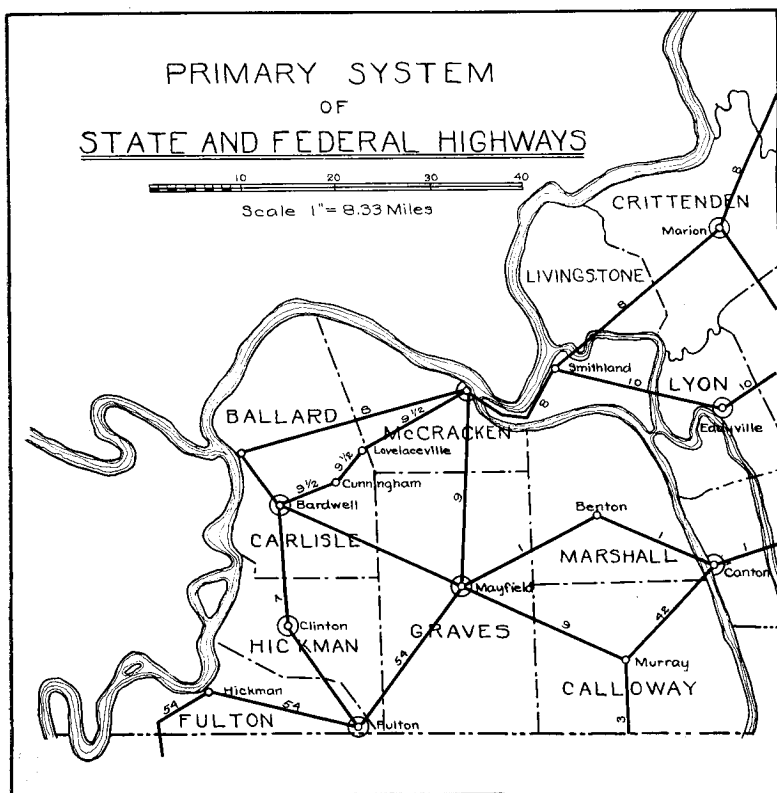 PRIMARY SYSTEM
OF
STATE AND FEDERAL HIGHWAYS
10 20 30 40
Scale 1"= 8.33 Miles
8
CRITTENDEN
Marion
LIVINGSTONE
8
Smithland
10
LYON
10
8
Eddyville
BALLARD
8
9 1/2
McCRACKEN
Lovelaceville
9 1/2
9 1/2
Cunningham
Bardwell
9
Benton
CARLISLE
1
MARSHALL
1
1
Canton
Mayfield
7
Clinton
HICKMAN
GRAVES
9
42
54
Murray
CALLOWAY
Hickman
54
54
FULTON
Fulton
3